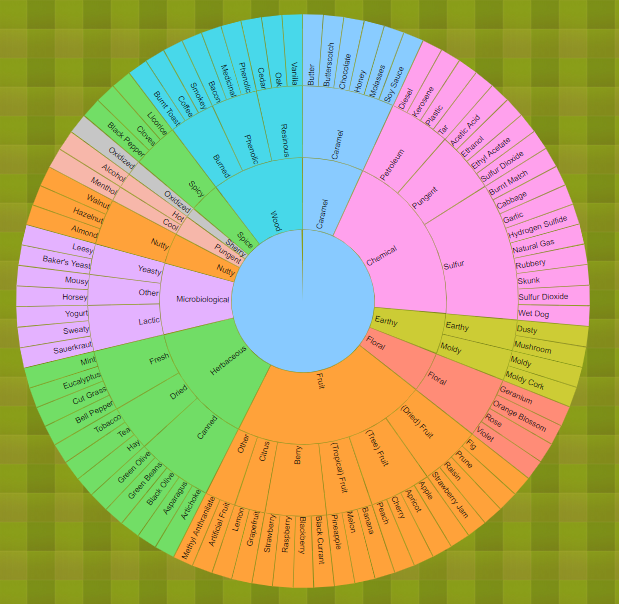 Caramel
Caramel
Butter
Butterscotch
Chocolate
Honey
Molasses
Soy Sauce
Chemical
Petroleum
Diesel
Kerosene
Plastic
Tar
Pungent
Acetic Acid
Ethanol
Ethyl Acetate
Sulfur Dioxide
Sulfur
Burnt Match
Cabbage
Garlic
Hydrogen Sulfide
Natural Gas
Rubbery
Skunk
Sulfur Dioxide
Wet Dog
Earthy
Earthy
Dusty
Mushroom
Moldy
Moldy
Moldy Cork
Floral
Floral
Geranium
Orange Blossom
Rose
Violet
Fruit
(Dried) Fruit
Fig
Prune
Raisin
Strawberry Jam
(Tree) Fruit
Apple
Apricot
Cherry
Peach
(Tropical) Fruit
Banana
Melon
Pineapple
Berry
Black Currant
Blackberry
Raspberry
Strawberry
Citrus
Grapefruit
Lemon
Other
Artificial Fruit
Methyl Anthranilate
Herbaceous
Canned
Artichoke
Asparagus
Black Olive
Green Beans
Green Olive
Dried
Hay
Tea
Tobacco
Fresh
Bell Pepper
Cut Grass
Eucalyptus
Mint
Microbiological
Lactic
Sauerkraut
Sweaty
Yogurt
Other
Horsey
Mousy
Yeasty
Baker's Yeast
Leesy
Nutty
Nutty
Almond
Hazelnut
Walnut
Pungent
Cool
Menthol
Hot
Alcohol
Sherry
Oxidized
Oxidized
Spice
Spicy
Black Pepper
Cloves
Licorice
Wood
Burned
Burnt Toast
Coffee
Smokey
Phenolic
Bacon
Medicinal
Resinous
Phenolic
Cedar
Oak
Vanilla